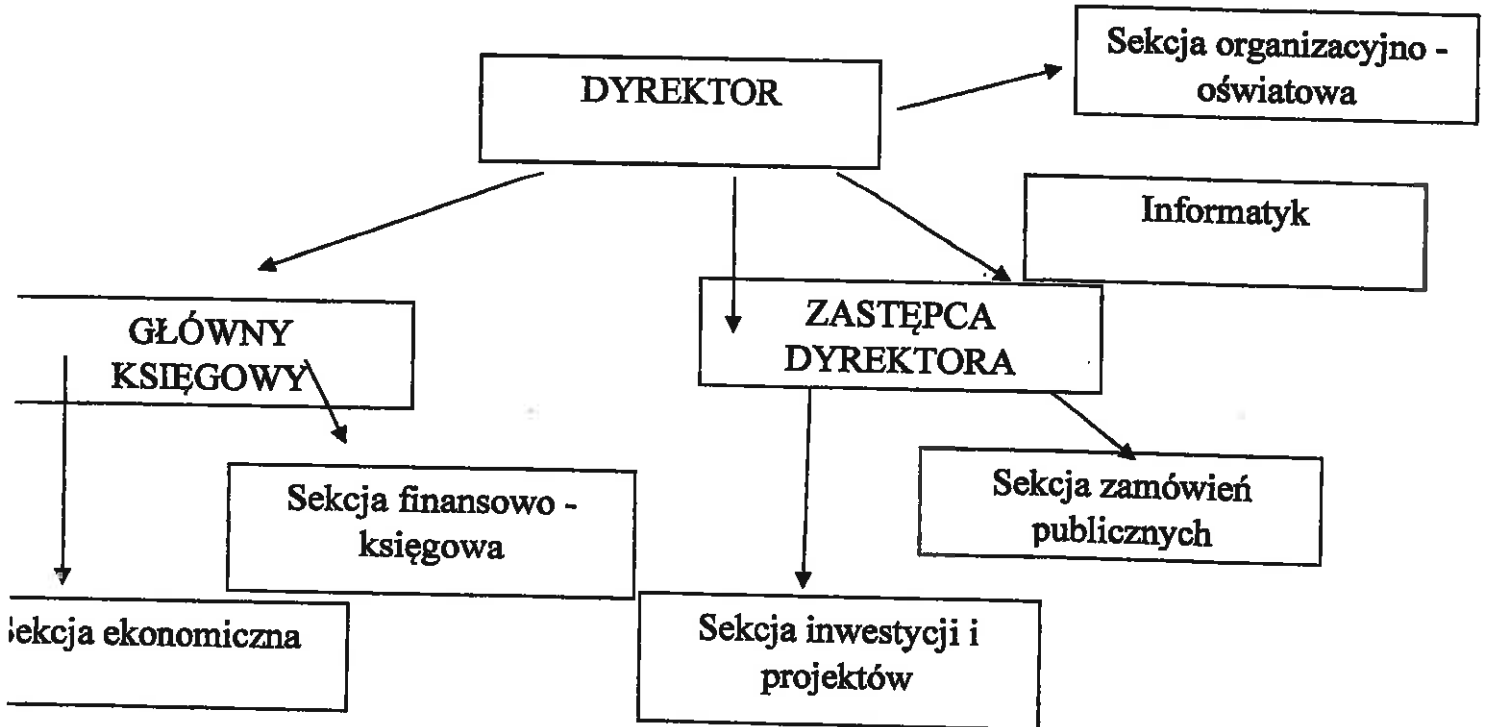 Sekcja organizacyjno -
oświatowa
DYREKTOR
Informatyk
GŁÓWNY
KSIĘGOWY
ZASTĘPCA
DYREKTORA
Sekcja finansowo -
księgowa
Sekcja zamówień
publicznych
Sekcja ekonomiczna
Sekcja inwestycji i
projektów